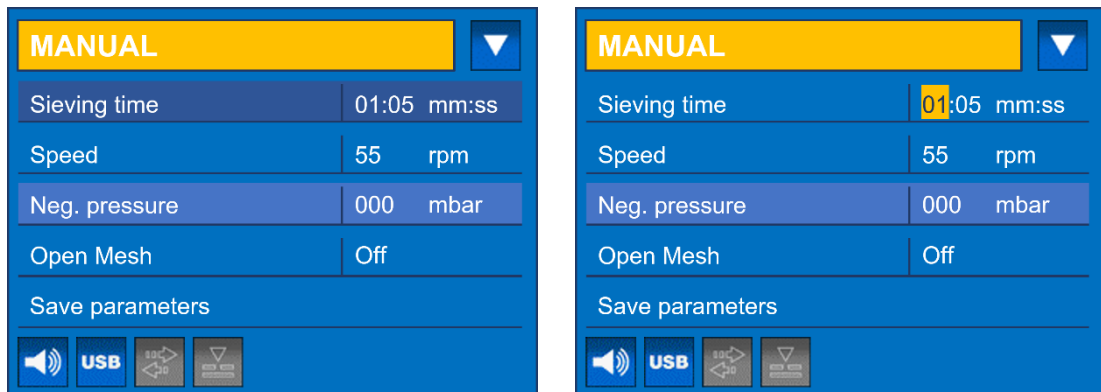 MANUAL
Sieving time 01:05 mm:ss
Speed 55 rpm
Neg. pressure 000 mbar
Open Mesh Off
Save parameters
USB
MANUAL
Sieving time 01:05 mm:ss
Speed 55 rpm
Neg. pressure 000 mbar
Open Mesh Off
Save parameters
USB